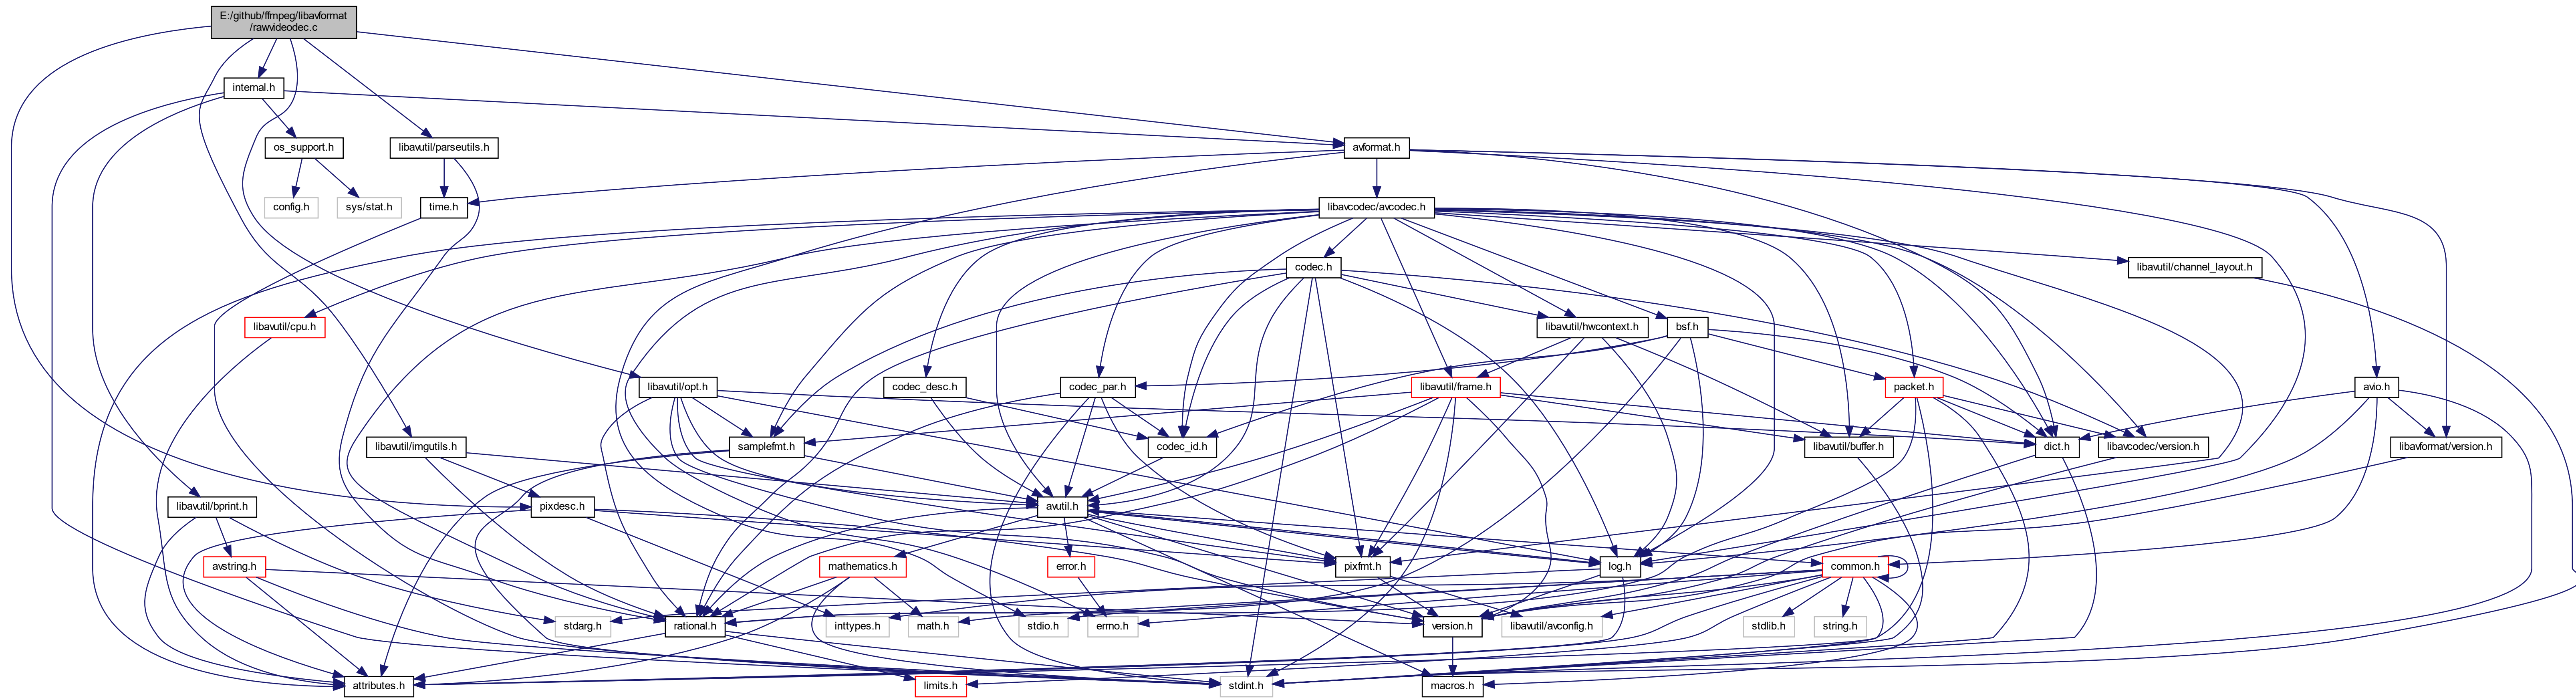 E:/github/ffmpeg/libavformat
/rawvideodec.c
internal.h
os_support.h
libavutil/parseutils.h
avformat.h
config.h
sys/stat.h
time.h
libavcodec/avcodec.h
codec.h
libavutil/channel_layout.h
libavutil/cpu.h
libavutil/hwcontext.h
bsf.h
libavutil/opt.h
codec_desc.h
codec_par.h
libavutil/frame.h
packet.h
avio.h
libavutil/imgutils.h
samplefmt.h
codec_id.h
libavutil/buffer.h
dict.h
libavcodec/version.h
libavformat/version.h
libavutil/bprint.h
pixdesc.h
avutil.h
avstring.h
mathematics.h
error.h
pixfmt.h
log.h
common.h
stdarg.h
rational.h
inttypes.h
math.h
stdio.h
errno.h
version.h
libavutil/avconfig.h
stdlib.h
string.h
attributes.h
limits.h
stdint.h
macros.h